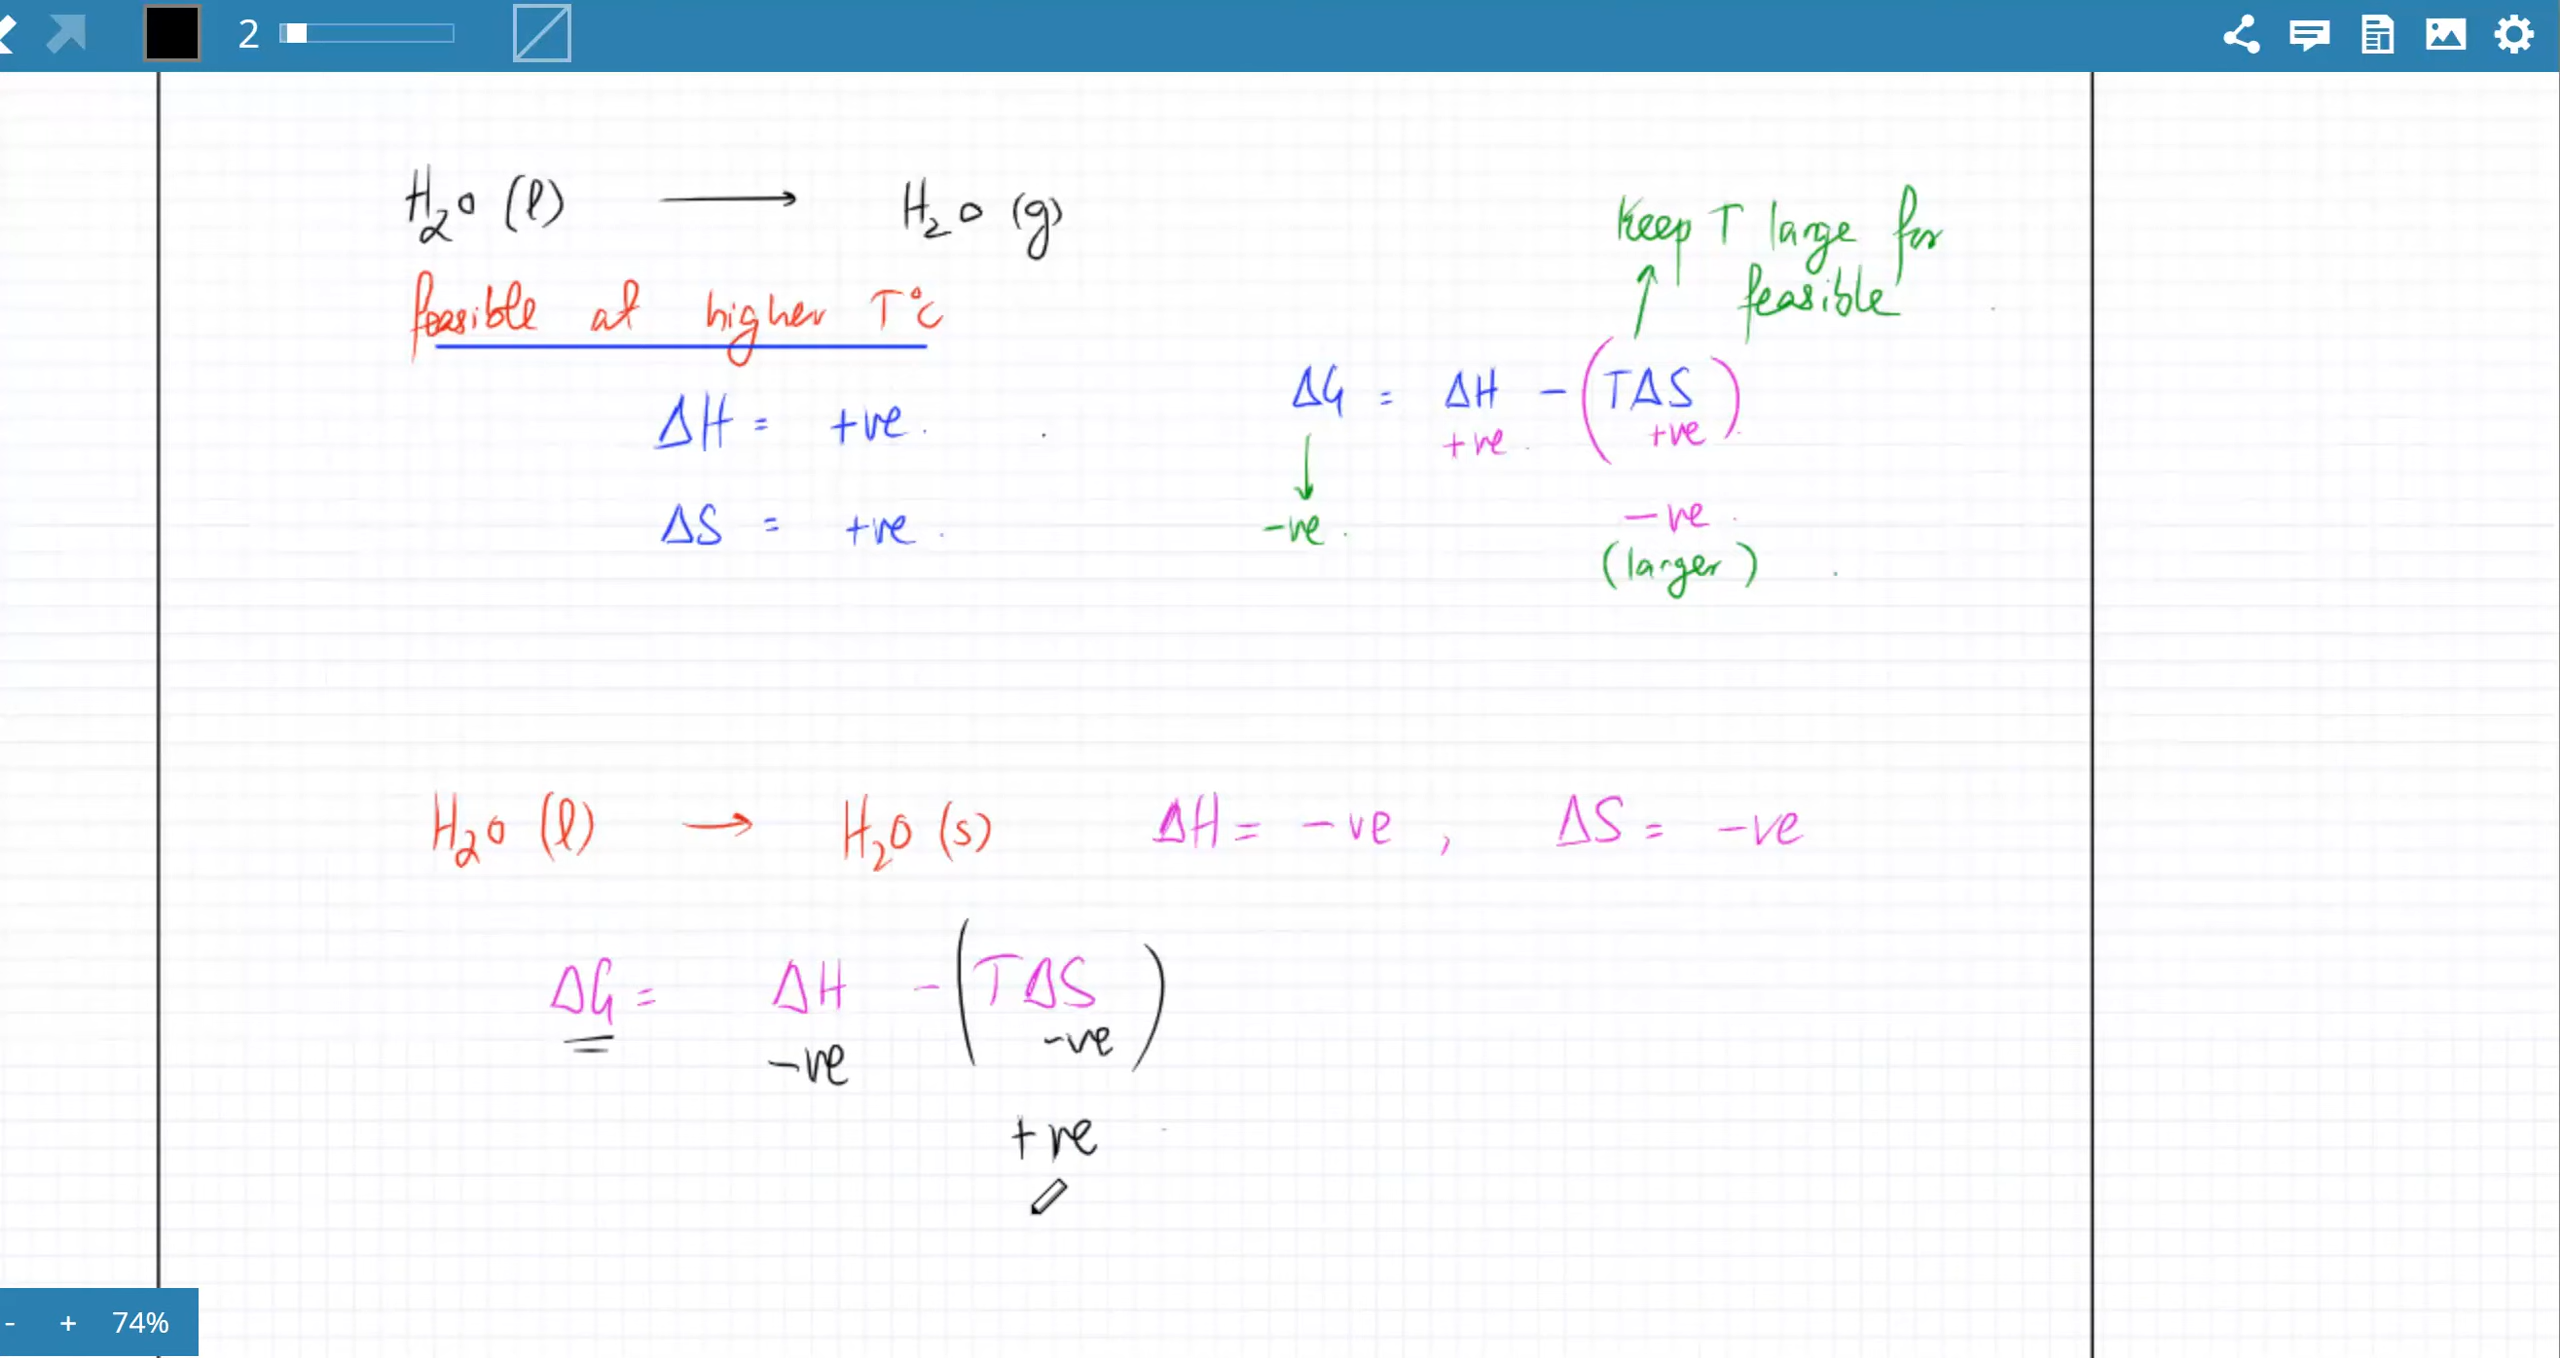 2
H₂O (l) ⟶ H₂O (g)
feasible at higher T°C
ΔH = +ve.
ΔS = +ve.
Keep T large for
feasible
ΔG = ΔH - (TΔS)
+ve. +ve
-ve. -ve
(larger)
H₂O (l) → H₂O (s) ΔH = -ve, ΔS = -ve
ΔG = ΔH - (TΔS)
-ve -ve
+ve
- + 74%